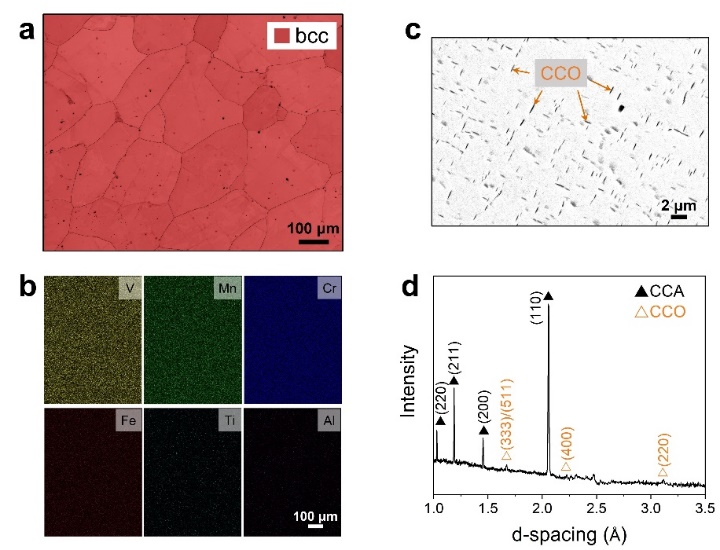 a
bcc
100 µm
b
V
Mn
Cr
Fe
Ti
Al
100 µm
c
CCO
2 µm
d
▲CCA
△CCO
Intensity
(220)
(211)
(200)
(333)/(511)
(110)
(400)
(220)
1.0 1.5 2.0 2.5 3.0 3.5
d-spacing (Å)